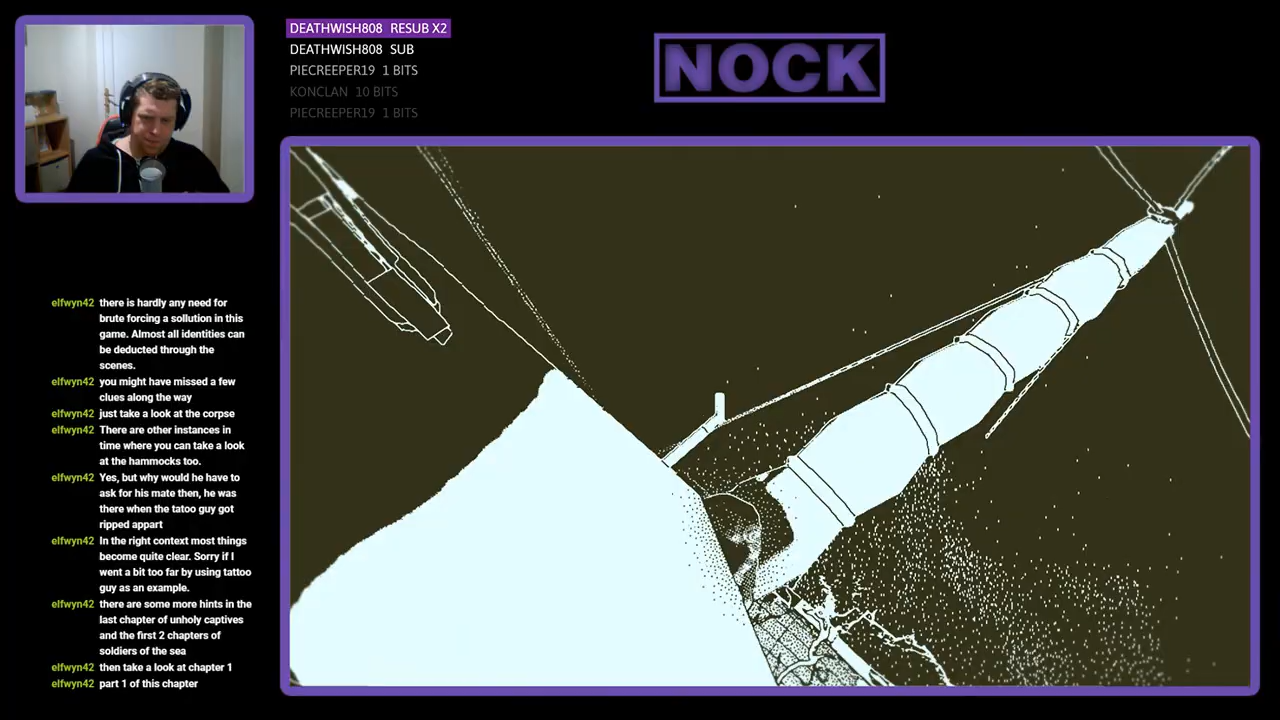 DEATHWISH808 RESUB X2
DEATHWISH808 SUB
PIECREEPER19 1 BITS
KONCLAN 10 BITS
PIECREEPER19 1 BITS
NOCK
elfwyn42 there is hardly any need for
brute forcing a sollution in this
game. Almost all identities can
be deducted through the
scenes.
elfwyn42 you might have missed a few
clues along the way
elfwyn42 just take a look at the corpse
elfwyn42 There are other instances in
time where you can take a look
at the hammocks too.
elfwyn42 Yes, but why would he have to
ask for his mate then, he was
there when the tatoo guy got
ripped appart
elfwyn42 In the right context most things
become quite clear. Sorry if I
went a bit too far by using tattoo
guy as an example.
elfwyn42 there are some more hints in the
last chapter of unholy captives
and the first 2 chapters of
soldiers of the sea
elfwyn42 then take a look at chapter 1
elfwyn42 part 1 of this chapter